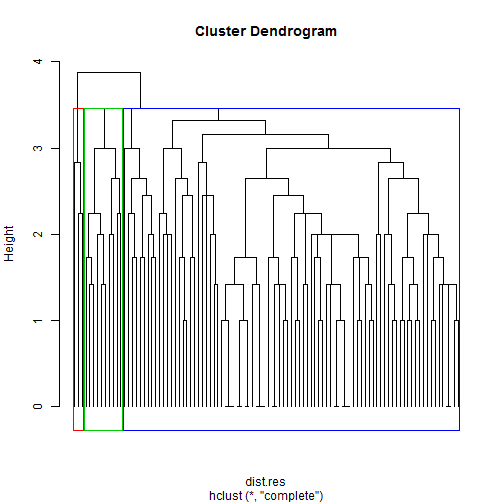 Cluster Dendrogram
Height
4
3
2
1
0
dist.res
hclust (*, "complete")